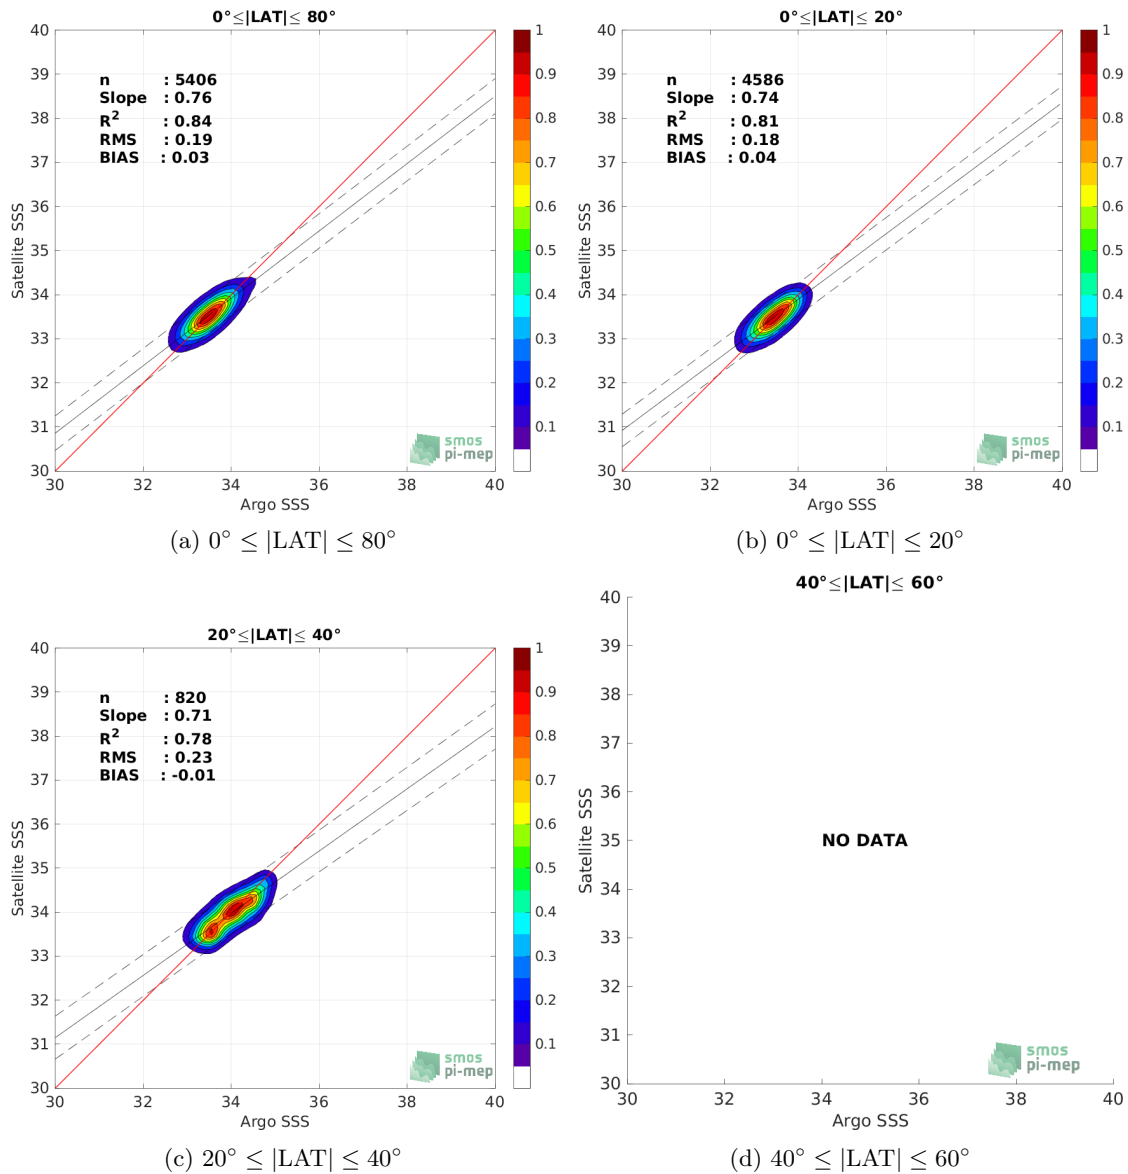 0°≤|LAT|≤ 80°
40
39
38
37
36
35
34
33
32
31
30
Satellite SSS
n : 5406
Slope : 0.76
R² : 0.84
RMS : 0.19
BIAS : 0.03
1
0.9
0.8
0.7
0.6
0.5
0.4
0.3
0.2
0.1
smos
pi-mep
30 32 34 36 38 40
Argo SSS
(a) 0° ≤ |LAT| ≤ 80°
0°≤|LAT|≤ 20°
40
39
38
37
36
35
34
33
32
31
30
Satellite SSS
n : 4586
Slope : 0.74
R² : 0.81
RMS : 0.18
BIAS : 0.04
1
0.9
0.8
0.7
0.6
0.5
0.4
0.3
0.2
0.1
smos
pi-mep
30 32 34 36 38 40
Argo SSS
(b) 0° ≤ |LAT| ≤ 20°
20°≤|LAT|≤ 40°
40
39
38
37
36
35
34
33
32
31
30
Satellite SSS
n : 820
Slope : 0.71
R² : 0.78
RMS : 0.23
BIAS : -0.01
1
0.9
0.8
0.7
0.6
0.5
0.4
0.3
0.2
0.1
smos
pi-mep
30 32 34 36 38 40
Argo SSS
(c) 20° ≤ |LAT| ≤ 40°
40°≤|LAT|≤ 60°
40
39
38
37
36
35
34
33
32
31
30
Satellite SSS
NO DATA
smos
pi-mep
30 32 34 36 38 40
Argo SSS
(d) 40° ≤ |LAT| ≤ 60°